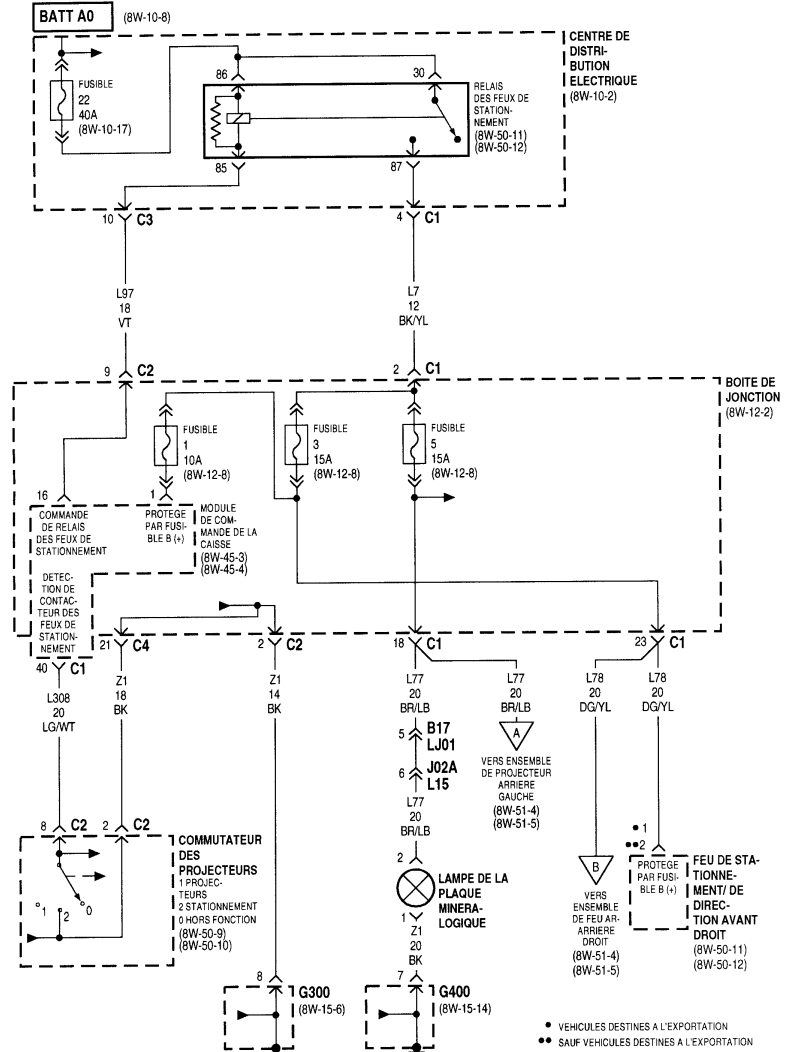 BATT A0 (8W-10-8)
CENTRE DE
DISTRI-
BUTION
ELECTRIQUE
(8W-10-2)
FUSIBLE
22
40A
(8W-10-17)
86
30
RELAIS
DES FEUX DE
STATION-
NEMENT
(8W-50-11)
(8W-50-12)
85
87
10 C3
4 C1
L97
18
VT
L7
12
BK/YL
9 C2
2 C1
BOITE DE
JONCTION
(8W-12-2)
FUSIBLE
1
10A
(8W-12-8)
FUSIBLE
3
15A
(8W-12-8)
FUSIBLE
5
15A
(8W-12-8)
16
1
COMMANDE
DE RELAIS
DES FEUX DE
STATIONNEMENT
PROTEGE
PAR FUSI-
BLE B (+)
MODULE
DE COM-
MANDE DE LA
CAISSE
(8W-45-3)
(8W-45-4)
DETEC-
TION DE
CONTAC-
TEUR DES
FEUX DE
STATION-
NEMENT
40 C1
21 C4
2 C2
18 C1
23 C1
L308
20
LG/WT
Z1
18
BK
Z1
14
BK
L77
20
BR/LB
L77
20
BR/LB
L78
20
DG/YL
L78
20
DG/YL
5 B17
LJ01
6 J02A
L15
A
VERS ENSEMBLE
DE PROJECTEUR
ARRIERE
GAUCHE
(8W-51-4)
(8W-51-5)
L77
20
BR/LB
8 C2
2 C2
COMMUTATEUR
DES
PROJECTEURS
1 PROJEC-
TEURS
2 STATIONNEMENT
0 HORS FONCTION
(8W-50-9)
(8W-50-10)
1
2
0
2
LAMPE DE LA
PLAQUE
MINERA-
LOGIQUE
1
Z1
20
BK
B
VERS
ENSEMBLE
DE FEU AR-
ARRIERE
DROIT
(8W-51-4)
(8W-51-5)
● 1
●● 2
PROTEGE
PAR FUSI-
BLE B (+)
FEU DE STA-
TIONNE-
MENT/ DE
DIREC-
TION AVANT
DROIT
(8W-50-11)
(8W-50-12)
8 G300
(8W-15-6)
7 G400
(8W-15-14)
● VEHICULES DESTINES A L'EXPORTATION
●● SAUF VEHICULES DESTINES A L'EXPORTATION